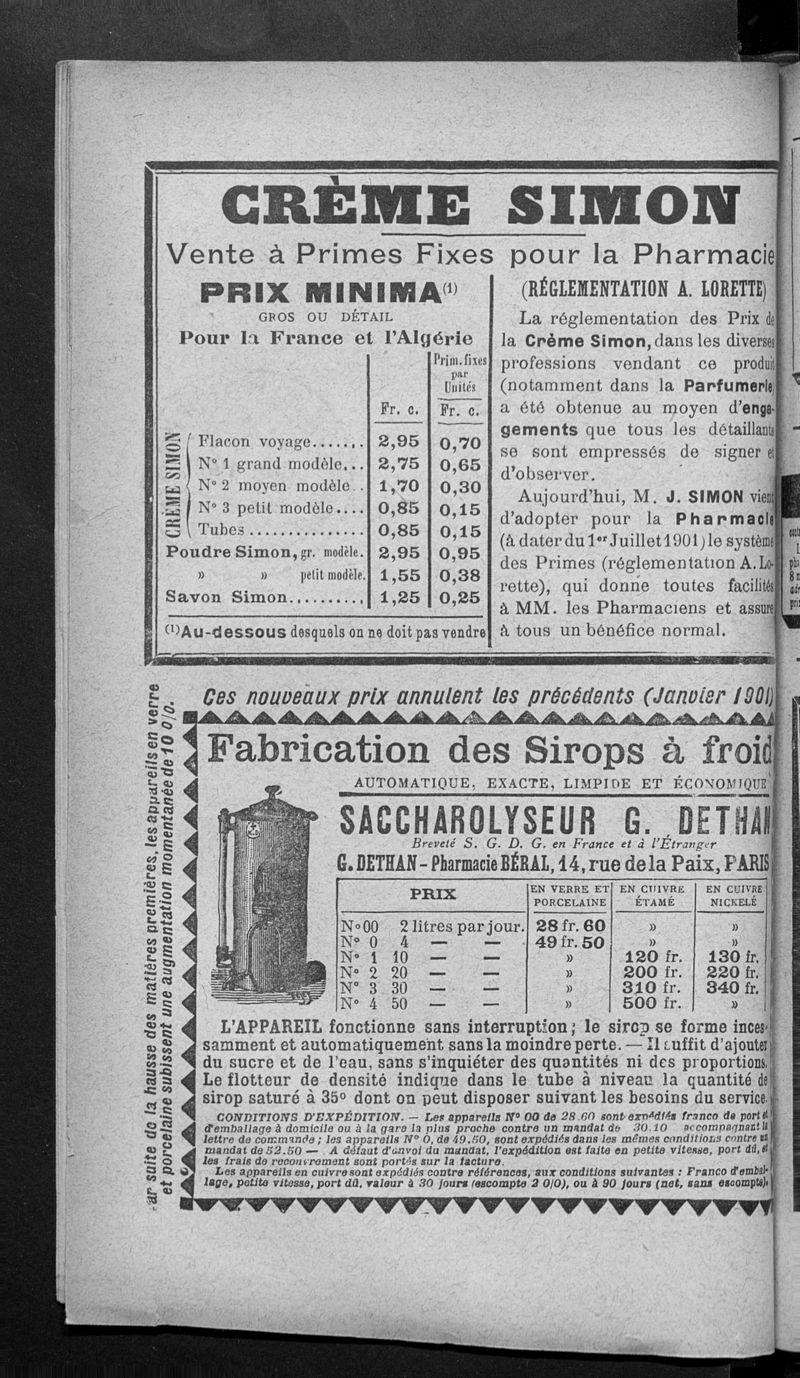 CRÈME SIMON
Vente à Primes Fixes pour la Pharmacie
PRIX MINIMA(1)
GROS OU DÉTAIL
Pour la France et l'Algérie
Prim. fixes
par
Unités
Fr. c. Fr. c.
CRÈME SIMON
Flacon voyage....... 2,95 0,70
N° 1 grand modèle... 2,75 0,65
N° 2 moyen modèle.. 1,70 0,30
N° 3 petit modèle.... 0,85 0,15
Tubes............... 0,85 0,15
Poudre Simon, gr. modèle. 2,95 0,95
» » petit modèle. 1,55 0,38
Savon Simon.......... 1,25 0,25
(1) Au-dessous desquels on ne doit pas vendre
(RÉGLEMENTATION A. LORETTE)
La réglementation des Prix de
la Crème Simon, dans les diverses
professions vendant ce produit
(notamment dans la Parfumerie)
a été obtenue au moyen d'enga-
gements que tous les détaillants
se sont empressés de signer et
d'observer.
Aujourd'hui, M. J. SIMON vient
d'adopter pour la Pharmacie
(à dater du 1er Juillet 1901) le système
des Primes (réglementation A. Lo-
rette), qui donne toutes facilités
à MM. les Pharmaciens et assure
à tous un bénéfice normal.
Ces nouveaux prix annulent les précédents (Janvier 1901)
ar suite de la hausse des matières premières, les appareils en verre
et porcelaine subissent une augmentation momentanée de 10 0/0.
Fabrication des Sirops à froid
AUTOMATIQUE, EXACTE, LIMPIDE ET ÉCONOMIQUE
SACCHAROLYSEUR G. DETHAN
Breveté S. G. D. G. en France et à l'Étranger
G. DETHAN - Pharmacie BÉRAL, 14, rue de la Paix, PARIS
PRIX EN VERRE ET PORCELAINE EN CUIVRE ÉTAMÉ EN CUIVRE NICKELÉ
N° 00 2 litres par jour. 28 fr. 60 » »
N° 0 4 — — 49 fr. 50 » »
N° 1 10 — — » 120 fr. 130 fr.
N° 2 20 — — » 200 fr. 220 fr.
N° 3 30 — — » 310 fr. 340 fr.
N° 4 50 — — » 500 fr. »
L'APPAREIL fonctionne sans interruption; le sirop se forme inces-
samment et automatiquement sans la moindre perte. — Il suffit d'ajouter
du sucre et de l'eau, sans s'inquiéter des quantités ni des proportions.
Le flotteur de densité indique dans le tube à niveau la quantité de
sirop saturé à 35° dont on peut disposer suivant les besoins du service.
CONDITIONS D'EXPÉDITION. — Les appareils N° 00 de 28.60 sont expédiés franco de port et
d'emballage à domicile ou à la gare la plus proche contre un mandat de 30.10 accompagnant la
lettre de commande; les appareils N° 0, de 49.50, sont expédiés dans les mêmes conditions contre un
mandat de 52.50 — A défaut d'envoi du mandat, l'expédition est faite en petite vitesse, port dû, et
les frais de recouvrement sont portés sur la facture.
Les appareils en cuivre sont expédiés contre références, aux conditions suivantes : Franco d'embal-
lage, petite vitesse, port dû, valeur à 30 jours (escompte 2 0/0), ou à 90 jours (net, sans escompte).